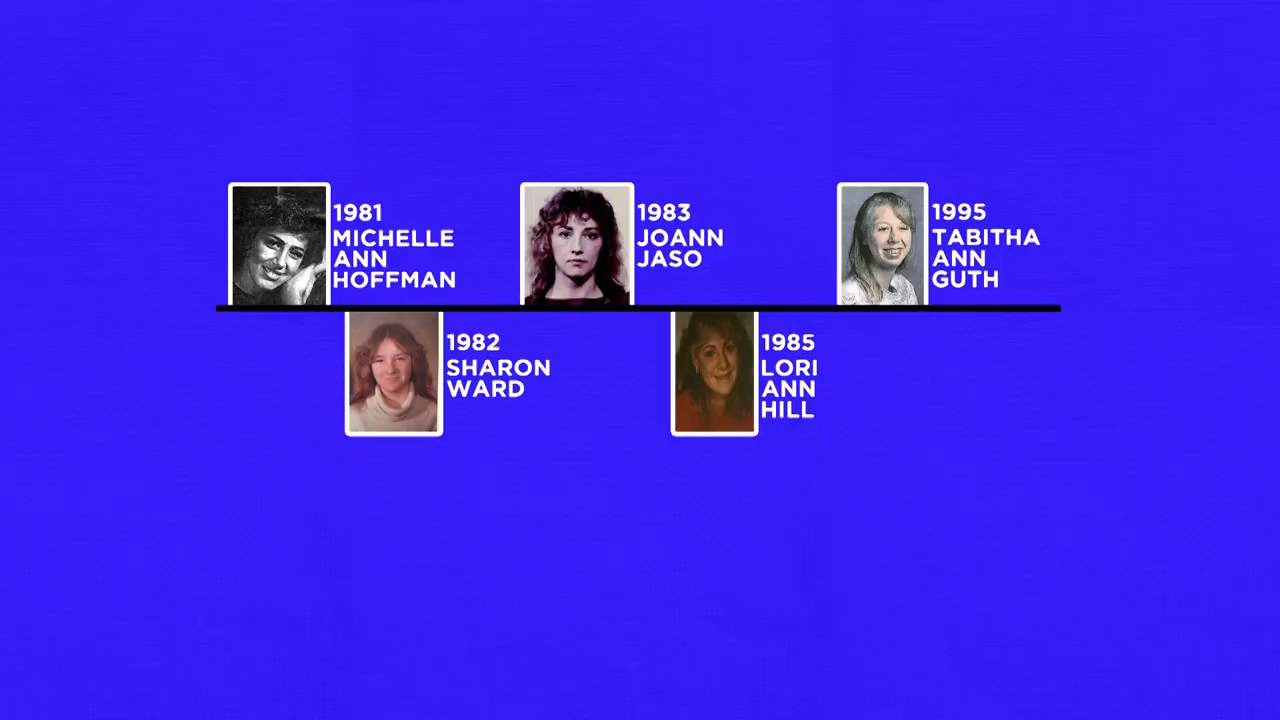 1981
MICHELLE
ANN
HOFFMAN
1982
SHARON
WARD
1983
JOANN
JASO
1985
LORI
ANN
HILL
1995
TABITHA
ANN
GUTH